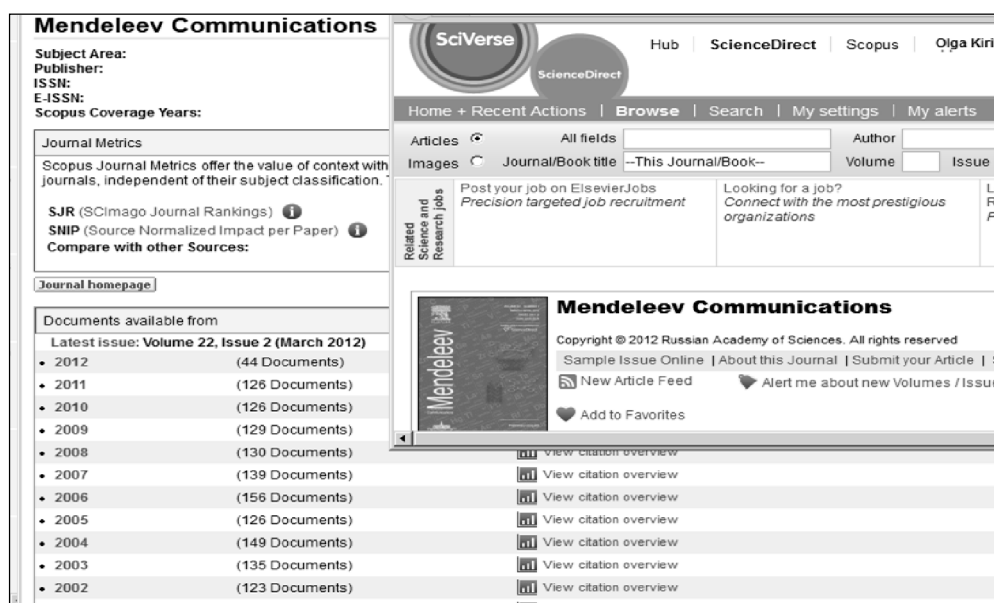 Mendeleev Communications
Subject Area:
Publisher:
ISSN:
E-ISSN:
Scopus Coverage Years:
Journal Metrics
Scopus Journal Metrics offer the value of context with
journals, independent of their subject classification.
SJR (SCImago Journal Rankings)
SNIP (Source Normalized Impact per Paper)
Compare with other Sources:
Journal homepage
Documents available from
Latest issue: Volume 22, Issue 2 (March 2012)
• 2012 (44 Documents)
• 2011 (126 Documents)
• 2010 (126 Documents)
• 2009 (129 Documents)
• 2008 (130 Documents) View citation overview
• 2007 (139 Documents) View citation overview
• 2006 (156 Documents) View citation overview
• 2005 (126 Documents) View citation overview
• 2004 (149 Documents) View citation overview
• 2003 (135 Documents) View citation overview
• 2002 (123 Documents) View citation overview
SciVerse
ScienceDirect
Hub | ScienceDirect | Scopus | Olga Kiri
Home + Recent Actions | Browse | Search | My settings | My alerts
Articles All fields Author
Images Journal/Book title --This Journal/Book-- Volume Issue
Related
Science and
Research jobs
Post your job on ElsevierJobs
Precision targeted job recruitment
Looking for a job?
Connect with the most prestigious
organizations
L
R
Mendeleev
Mendeleev Communications
Copyright © 2012 Russian Academy of Sciences. All rights reserved
Sample Issue Online | About this Journal | Submit your Article |
New Article Feed Alert me about new Volumes / Issu
Add to Favorites